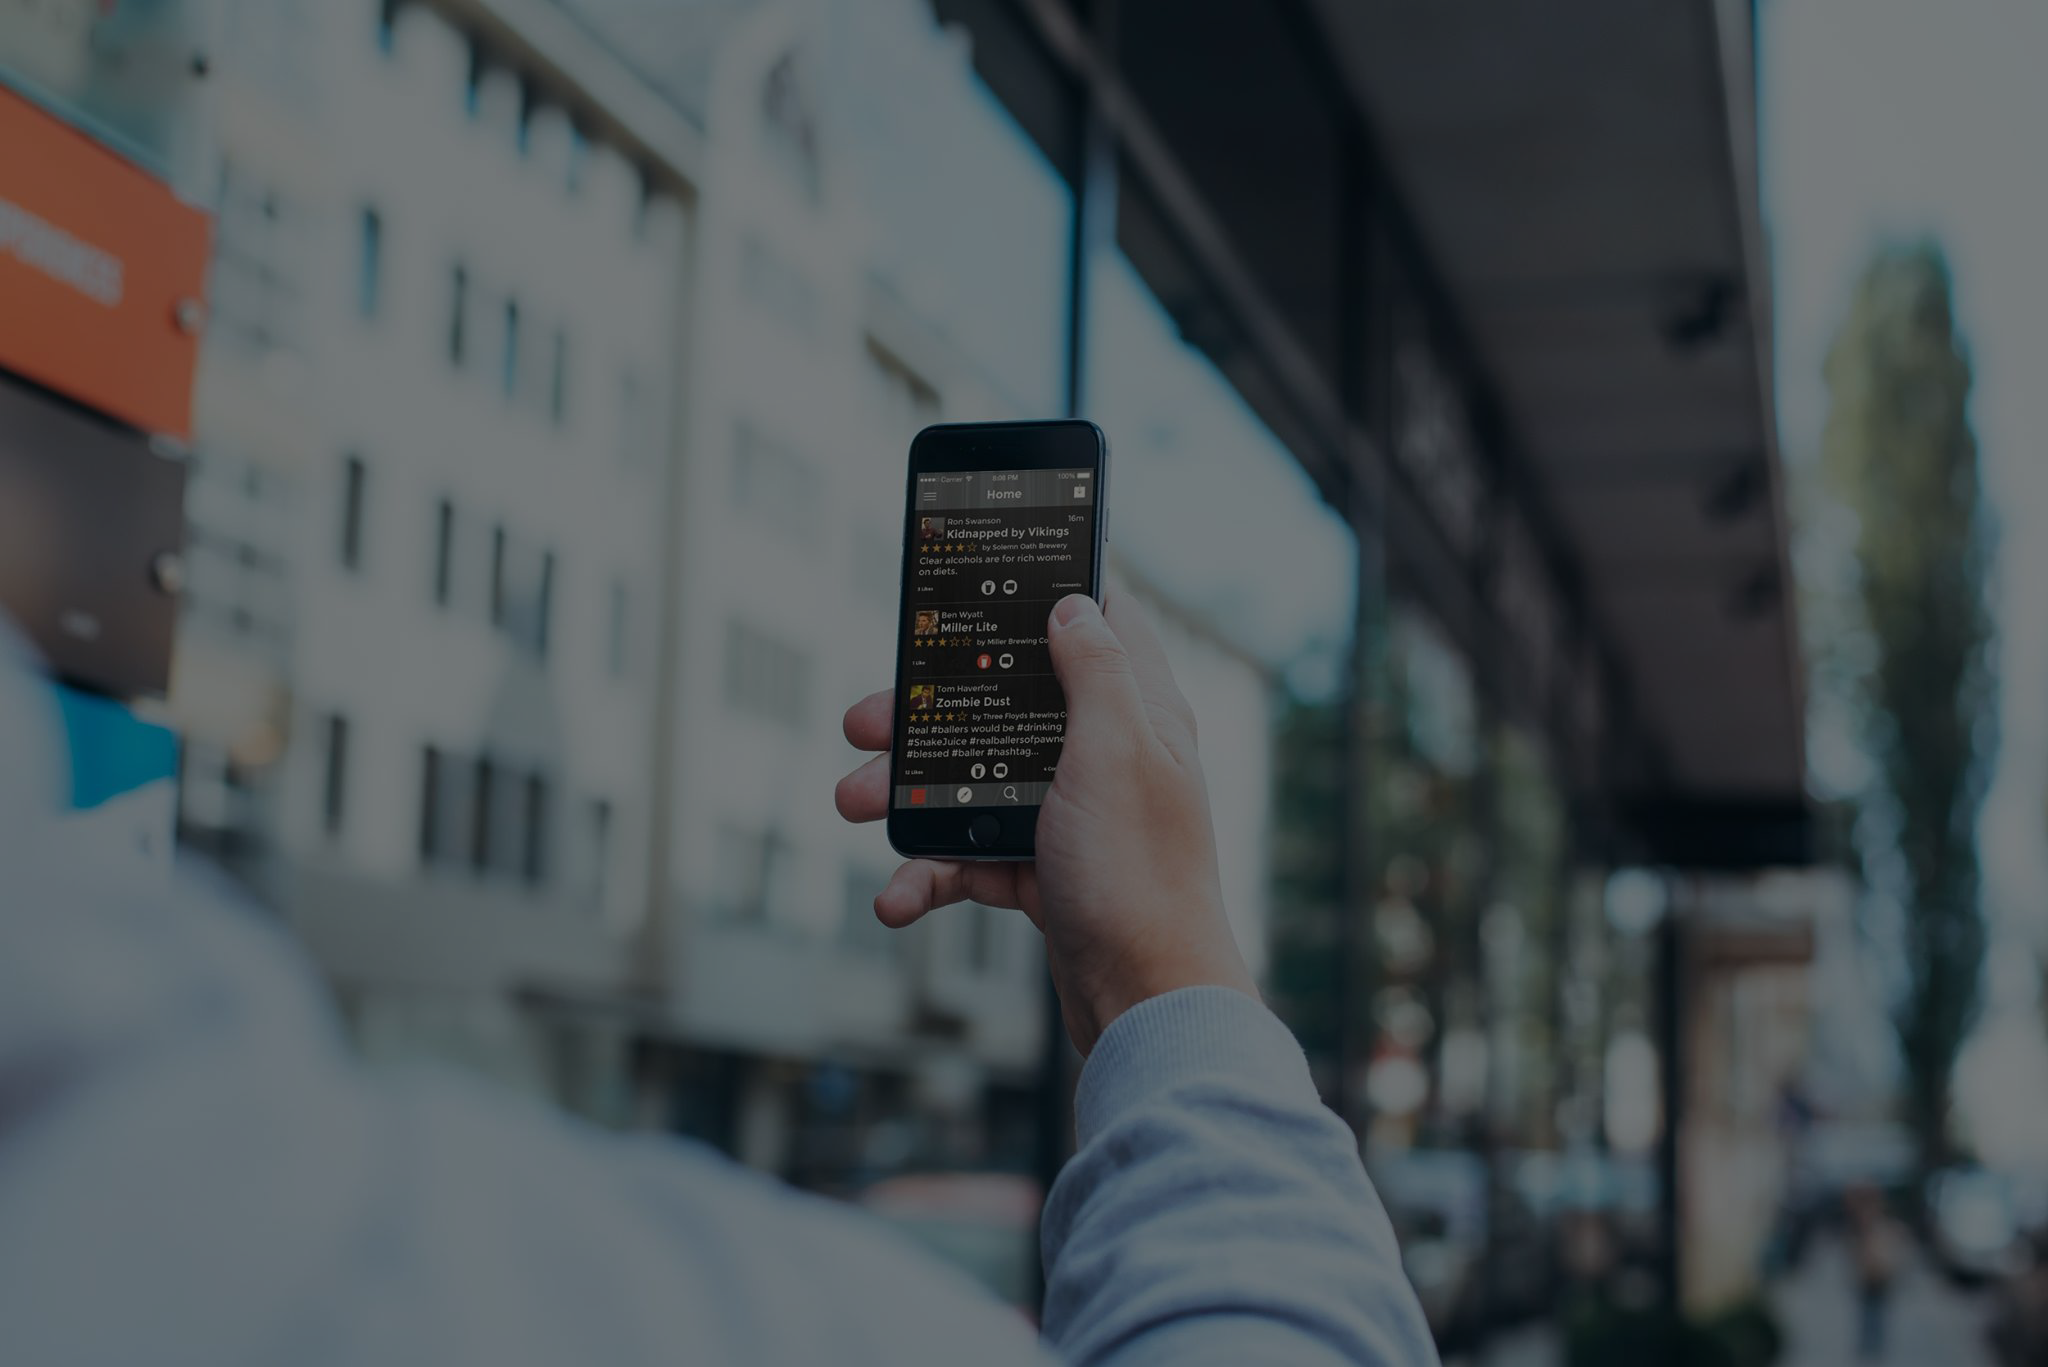 Carrier 8:08 PM 100%
Home
Ron Swanson 16m
Kidnapped by Vikings
by Solemn Oath Brewery
Clear alcohols are for rich women
on diets.
3 Likes 2 Comments
Ben Wyatt
Miller Lite
by Miller Brewing Co
1 Like
Tom Haverford
Zombie Dust
by Three Floyds Brewing C
Real #ballers would be #drinking
#SnakeJuice #realballersofpawne
#blessed #baller #hashtag...
12 Likes 4 Co